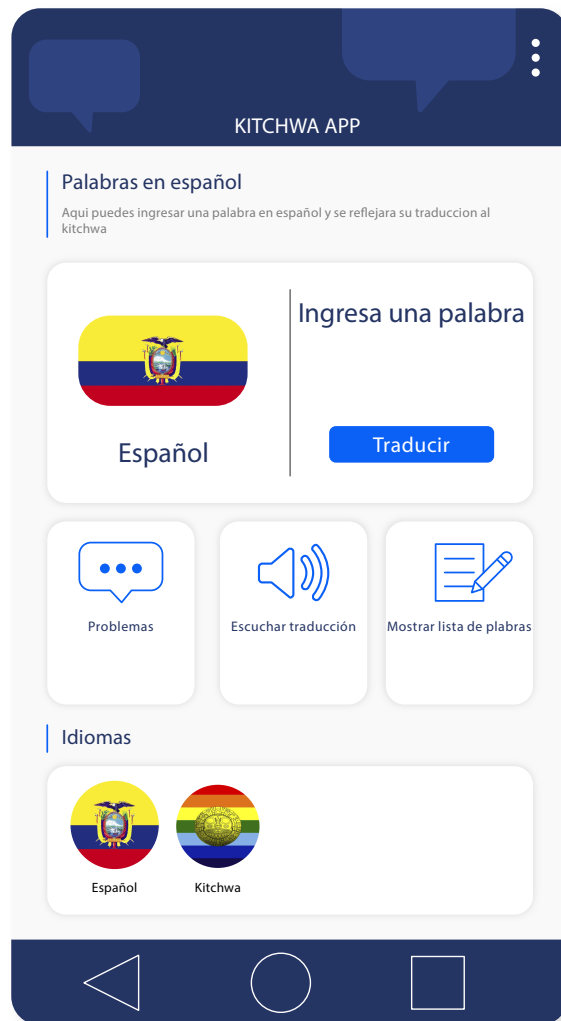 KITCHWA APP
Palabras en español
Aqui puedes ingresar una palabra en español y se reflejara su traduccion al
kitchwa
Ingresa una palabra
Español
Traducir
Problemas
Escuchar traducción
Mostrar lista de plabras
Idiomas
Español
Kitchwa